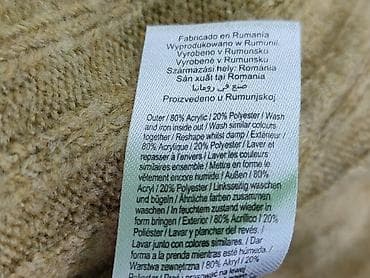 Fabricado en Rumania
Wyprodukowano w Rumunii
Vyrobeno v Rumunsku
Vyrobené v Rumunsku
Származási hely: Románia
Sản xuất tại Romania
صنع في رومانيا
Proizvedeno u Rumunjskoj
Outer / 80% Acrylic / 20% Polyester / Wash
and iron inside out / Wash similar colours
together / Reshape whilst damp / Extérieur /
80% Acrylique / 20% Polyester / Laver et
repasser à l'envers / Laver les couleurs
similaires ensemble / Mettre en forme le
vêtement encore humide / Außen / 80%
Acryl / 20% Polyester / Linksseitig waschen
und bügeln / Ähnliche farben zusammen
waschen / In feuchtem zustand wieder in
form bringen / Exterior / 80% Acrílico / 20%
Poliéster / Lavar y planchar del revés. /
Lavar junto con colores similares. / Dar
forma a la prenda mientras esté húmeda. /
Warstwa zewnętrzna / 80% Akryl / 20%
Poliester / Prać prasować na lewej